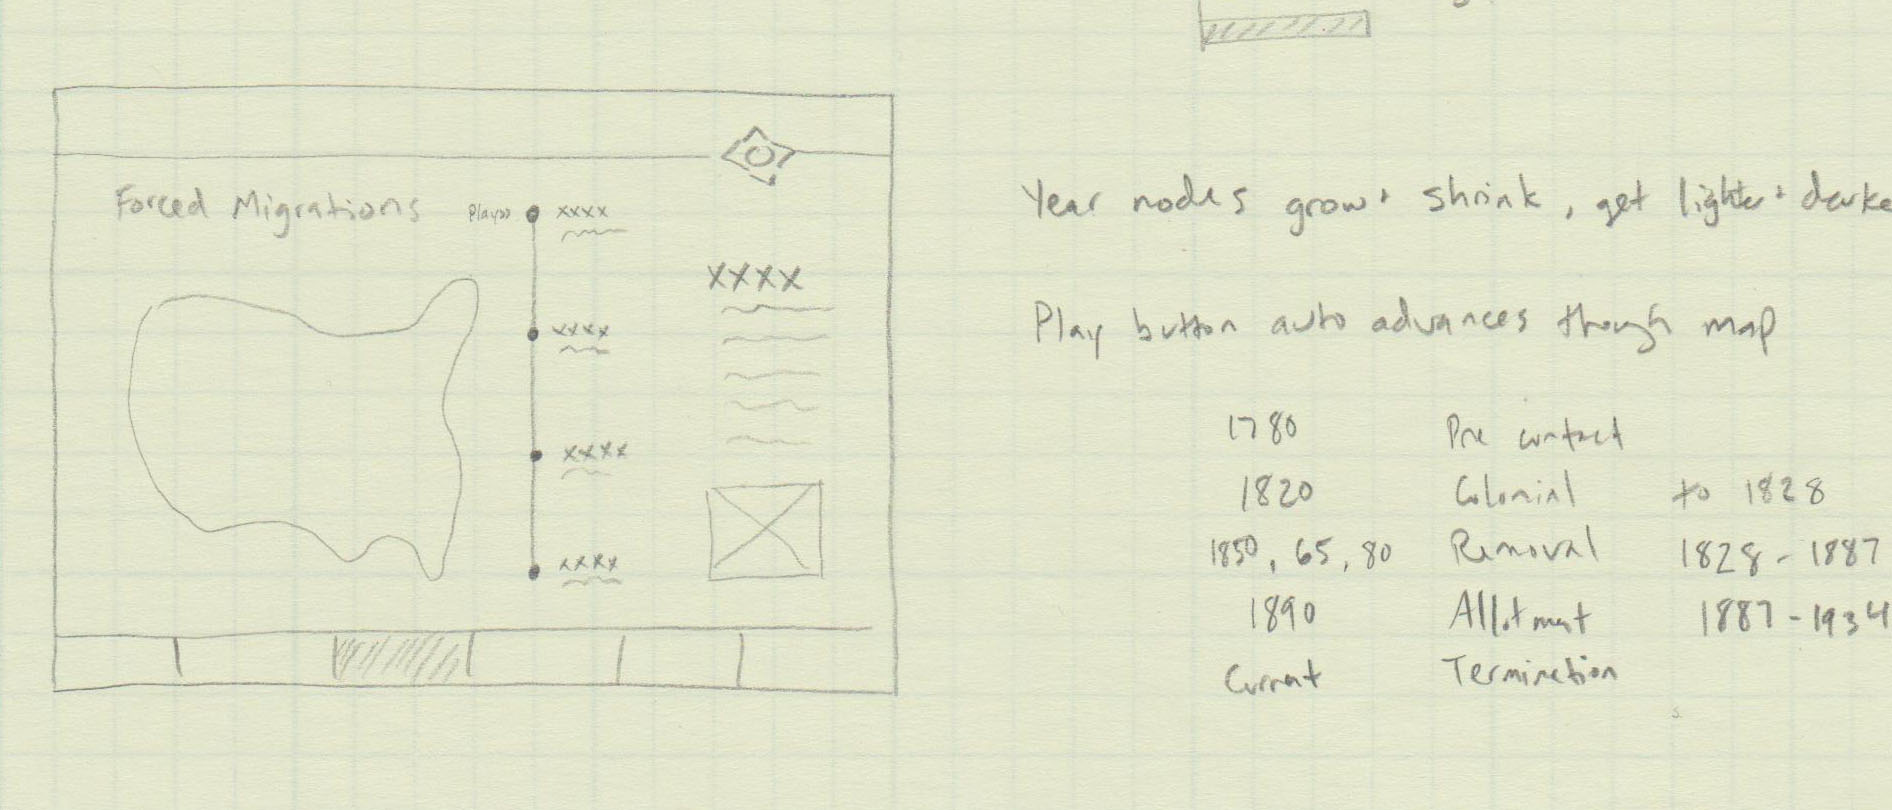 Forced Migrations
Play>>
xxxx
xxxx
xxxx
xxxx
XXXX
Year nodes grow + shrink, get lighter + darke
Play button auto advances though map
1780 Pre contact
1820 Colonial to 1828
1850, 65, 80 Removal 1828 - 1887
1890 Allotment 1887 - 1934
Current Termination